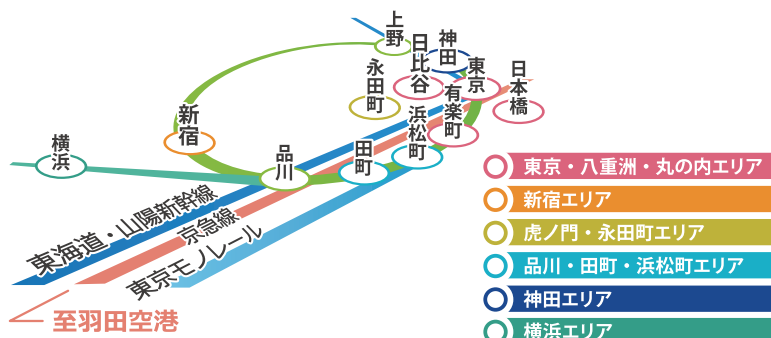 上野
日比谷
神田
東京
日本橋
永田町
有楽町
新宿
浜松町
横浜
品川
田町
東海道・山陽新幹線
京急線
東京モノレール
至羽田空港
東京・八重洲・丸の内エリア
新宿エリア
虎ノ門・永田町エリア
品川・田町・浜松町エリア
神田エリア
横浜エリア